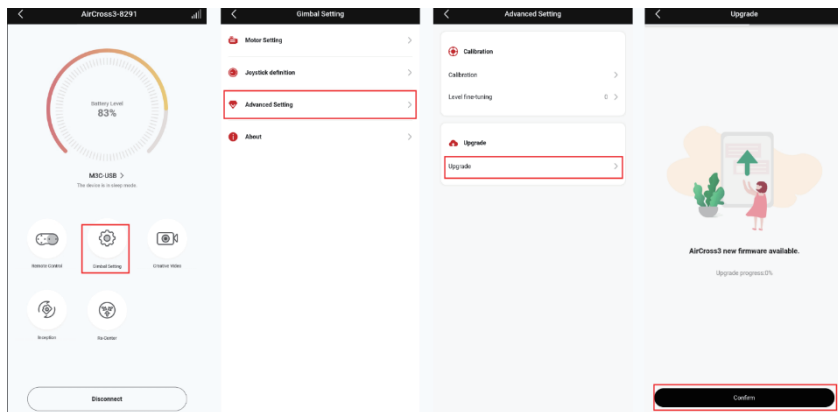 AirCross3-8291
Battery Level
83%
M3C-USB >
The device is in sleep mode.
Remote Control
Gimbal Setting
Creative Video
Inception
Re-Center
Disconnect
Gimbal Setting
Motor Setting
Joystick definition
Advanced Setting
About
Advanced Setting
Calibration
Calibration
Level fine-tuning 0
Upgrade
Upgrade
Upgrade
AirCross3 new firmware available.
Upgrade progress:0%
Confirm